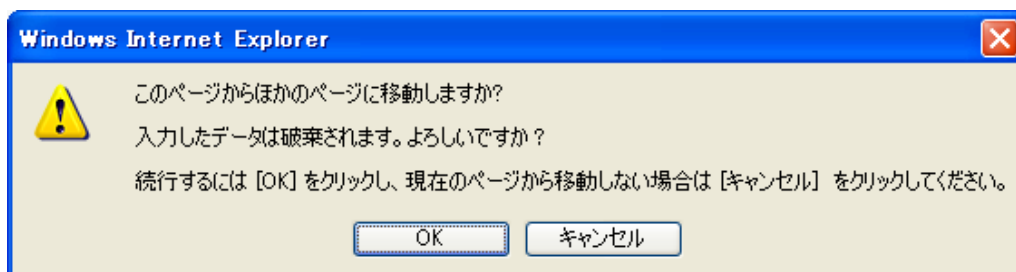 Windows Internet Explorer
このページからほかのページに移動しますか?
入力したデータは破棄されます。よろしいですか？
続行するには [OK] をクリックし、現在のページから移動しない場合は [キャンセル] をクリックしてください。
OK
キャンセル